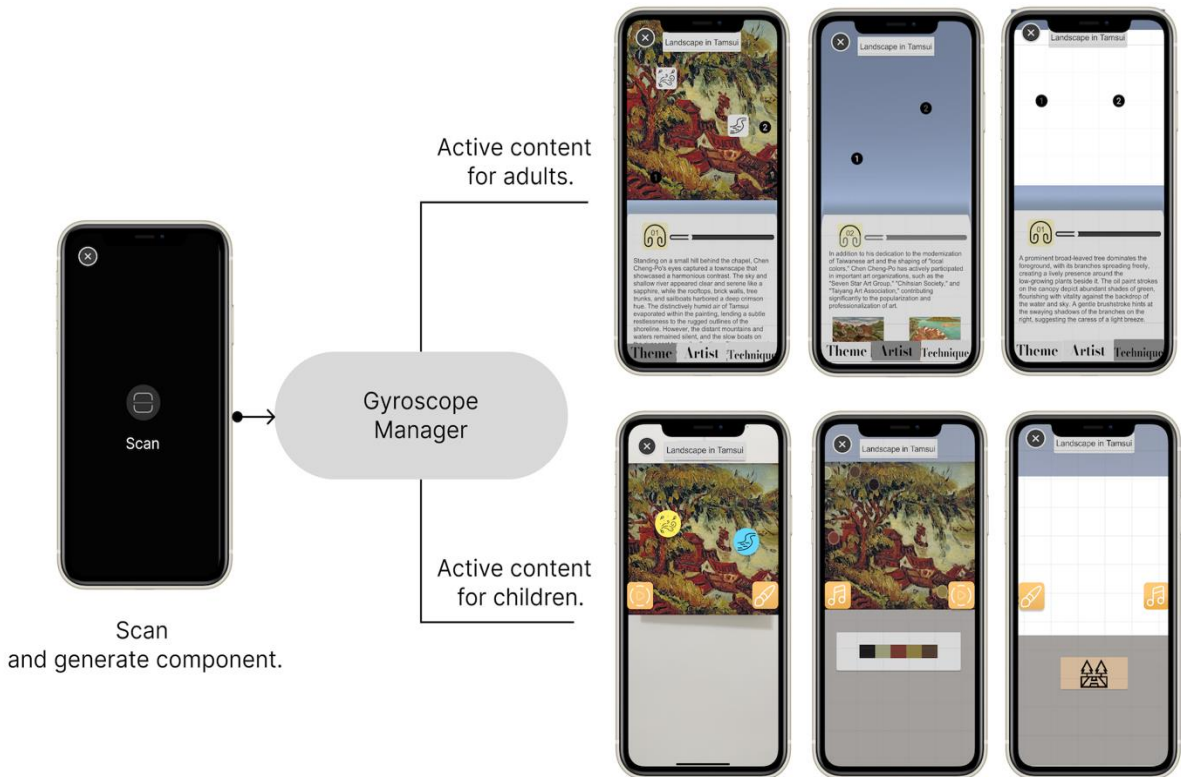 Scan
Scan
and generate component.
Gyroscope
Manager
Active content
for adults.
Active content
for children.
Landscape in Tamsui
2
1
1
01
Standing on a small hill behind the chapel, Chen
Cheng-Po's eyes captured a townscape that
showcased a harmonious contrast. The sky and
shallow river appeared clear and serene like a
sapphire, while the rooftops, brick walls, tree
trunks, and sailboats harbored a deep crimson
hue. The distinctively humid air of Tamsui
evaporated within the painting, lending a subtle
restlessness to the rugged outlines of the
shoreline. However, the distant mountains and
waters remained silent, and the slow boats on
Theme Artist Technique
Landscape in Tamsui
2
1
02
In addition to his dedication to the modernization
of Taiwanese art and the shaping of "local
colors," Chen Cheng-Po has actively participated
in important art organizations, such as the
"Seven Star Art Group," "Chihsian Society," and
"Taiyang Art Association," contributing
significantly to the popularization and
professionalization of art.
Theme Artist Technique
Landscape in Tamsui
1 2
01
A prominent broad-leaved tree dominates the
foreground, with its branches spreading freely,
creating a lively presence around the
low-growing plants beside it. The oil paint strokes
on the canopy depict abundant shades of green,
flourishing with vitality against the backdrop of
the water and sky. A gentle brushstroke hints at
the swaying shadows of the branches on the
right, suggesting the caress of a light breeze.
Theme Artist Technique
Landscape in Tamsui
Landscape in Tamsui
Landscape in Tamsui